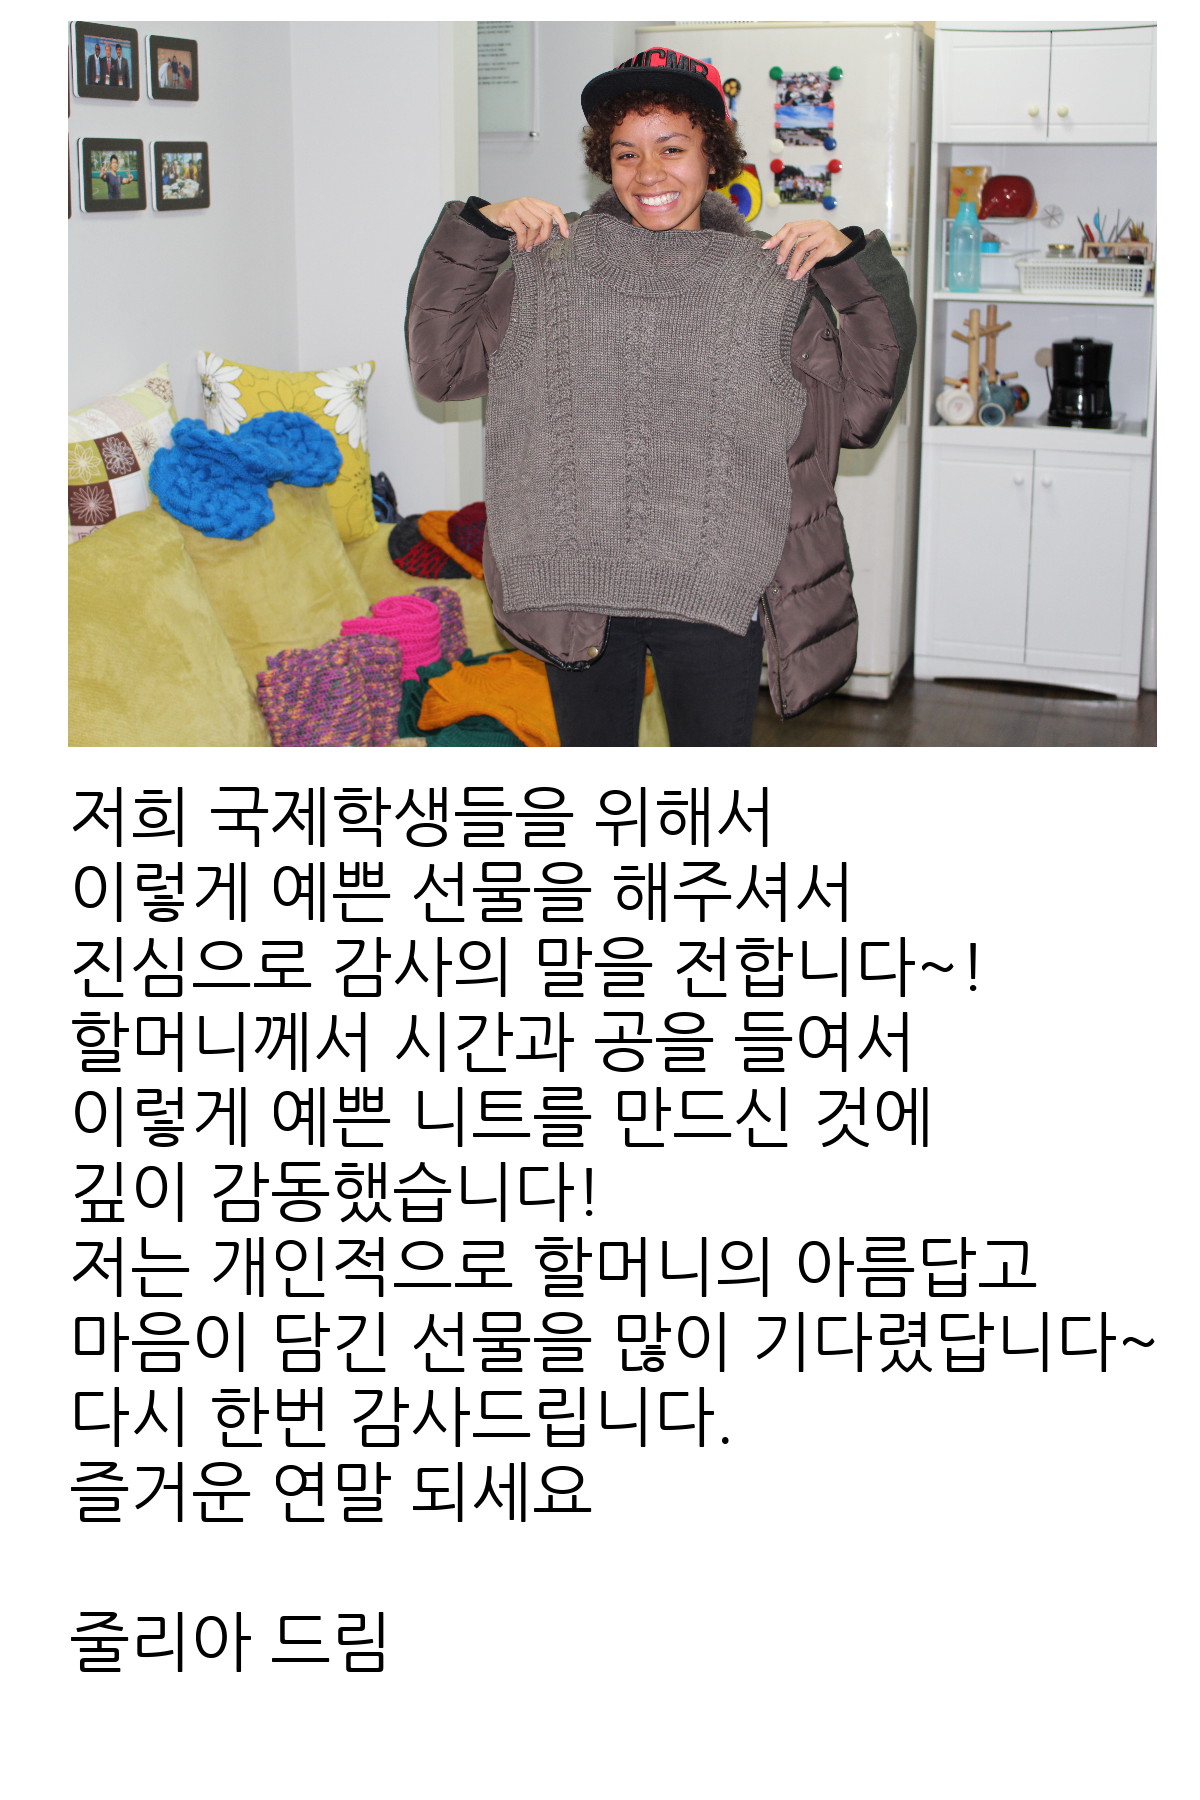 저희 국제학생들을 위해서
이렇게 예쁜 선물을 해주셔서
진심으로 감사의 말을 전합니다~!
할머니께서 시간과 공을 들여서
이렇게 예쁜 니트를 만드신 것에
깊이 감동했습니다!
저는 개인적으로 할머니의 아름답고
마음이 담긴 선물을 많이 기다렸답니다~
다시 한번 감사드립니다.
즐거운 연말 되세요
줄리아 드림